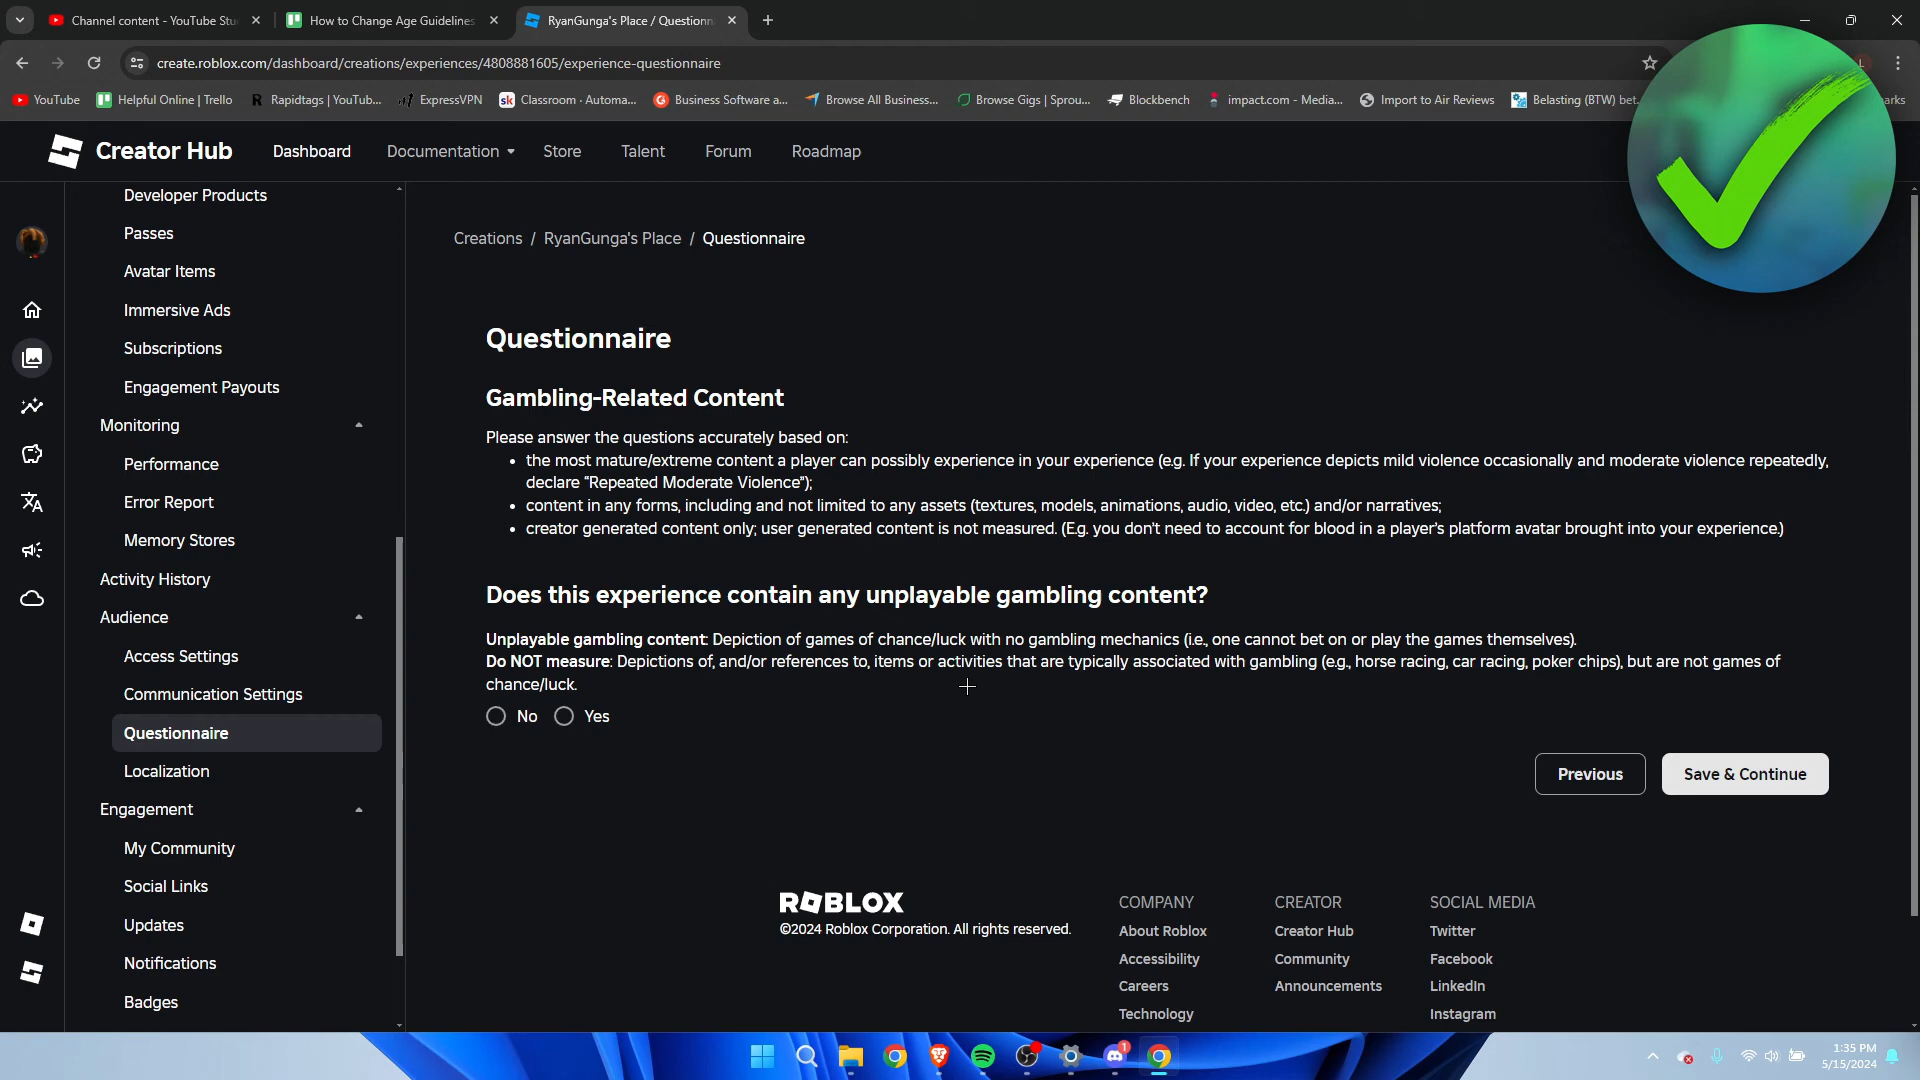 Channel content - YouTube Stu
How to Change Age Guidelines
RyanGunga's Place / Questionn
create.roblox.com/dashboard/creations/experiences/4808881605/experience-questionnaire
YouTube
Helpful Online | Trello
Rapidtags | YouTub...
ExpressVPN
Classroom · Automa...
Business Software a...
Browse All Business...
Browse Gigs | Sprou...
Blockbench
impact.com - Media...
Import to Air Reviews
Belasting (BTW) bet.
arks
Creator Hub
Dashboard
Documentation
Store
Talent
Forum
Roadmap
Developer Products
Passes
Avatar Items
Immersive Ads
Subscriptions
Engagement Payouts
Monitoring
Performance
Error Report
Memory Stores
Activity History
Audience
Access Settings
Communication Settings
Questionnaire
Localization
Engagement
My Community
Social Links
Updates
Notifications
Badges
Creations / RyanGunga's Place / Questionnaire
Questionnaire
Gambling-Related Content
Please answer the questions accurately based on:
• the most mature/extreme content a player can possibly experience in your experience (e.g. If your experience depicts mild violence occasionally and moderate violence repeatedly,
declare “Repeated Moderate Violence”);
• content in any forms, including and not limited to any assets (textures, models, animations, audio, video, etc.) and/or narratives;
• creator generated content only; user generated content is not measured. (E.g. you don't need to account for blood in a player's platform avatar brought into your experience.)
Does this experience contain any unplayable gambling content?
Unplayable gambling content: Depiction of games of chance/luck with no gambling mechanics (i.e., one cannot bet on or play the games themselves).
Do NOT measure: Depictions of, and/or references to, items or activities that are typically associated with gambling (e.g., horse racing, car racing, poker chips), but are not games of
chance/luck.
No
Yes
Previous
Save & Continue
ROBLOX
©2024 Roblox Corporation. All rights reserved.
COMPANY
About Roblox
Accessibility
Careers
Technology
CREATOR
Creator Hub
Community
Announcements
SOCIAL MEDIA
Twitter
Facebook
LinkedIn
Instagram
1
1:35 PM
5/15/2024